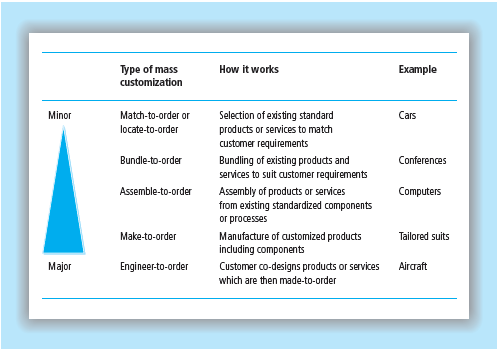 Type of mass
customization
How it works
Example
Minor
Match-to-order or
locate-to-order
Selection of existing standard
products or services to match
customer requirements
Cars
Bundle-to-order
Bundling of existing products and
services to suit customer requirements
Conferences
Assemble-to-order
Assembly of products or services
from existing standardized components
or processes
Computers
Make-to-order
Manufacture of customized products
including components
Tailored suits
Major
Engineer-to-order
Customer co-designs products or services
which are then made-to-order
Aircraft